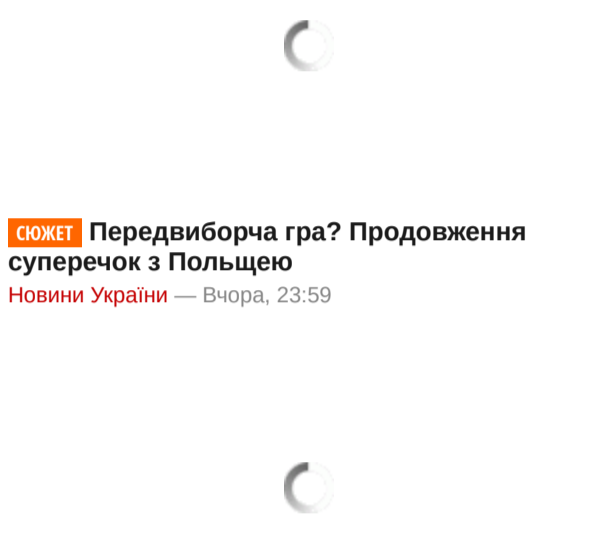 СЮЖЕТ Передвиборча гра? Продовження
суперечок з Польщею
Новини України — Вчора, 23:59